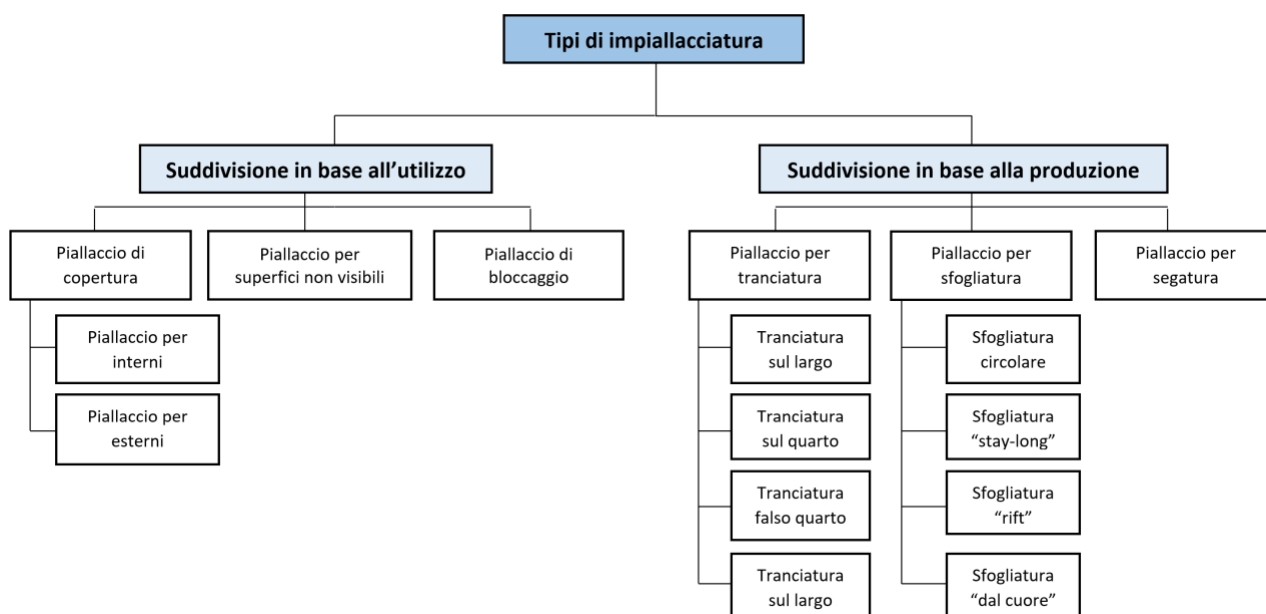 Tipi di impiallacciatura
Suddivisione in base all’utilizzo
Suddivisione in base alla produzione
Piallaccio di
copertura
Piallaccio per
superfici non visibili
Piallaccio di
bloccaggio
Piallaccio per
tranciatura
Piallaccio per
sfogliatura
Piallaccio per
segatura
Piallaccio per
interni
Piallaccio per
esterni
Tranciatura
sul largo
Tranciatura
sul quarto
Tranciatura
falso quarto
Tranciatura
sul largo
Sfogliatura
circolare
Sfogliatura
“stay-long”
Sfogliatura
“rift”
Sfogliatura
“dal cuore”